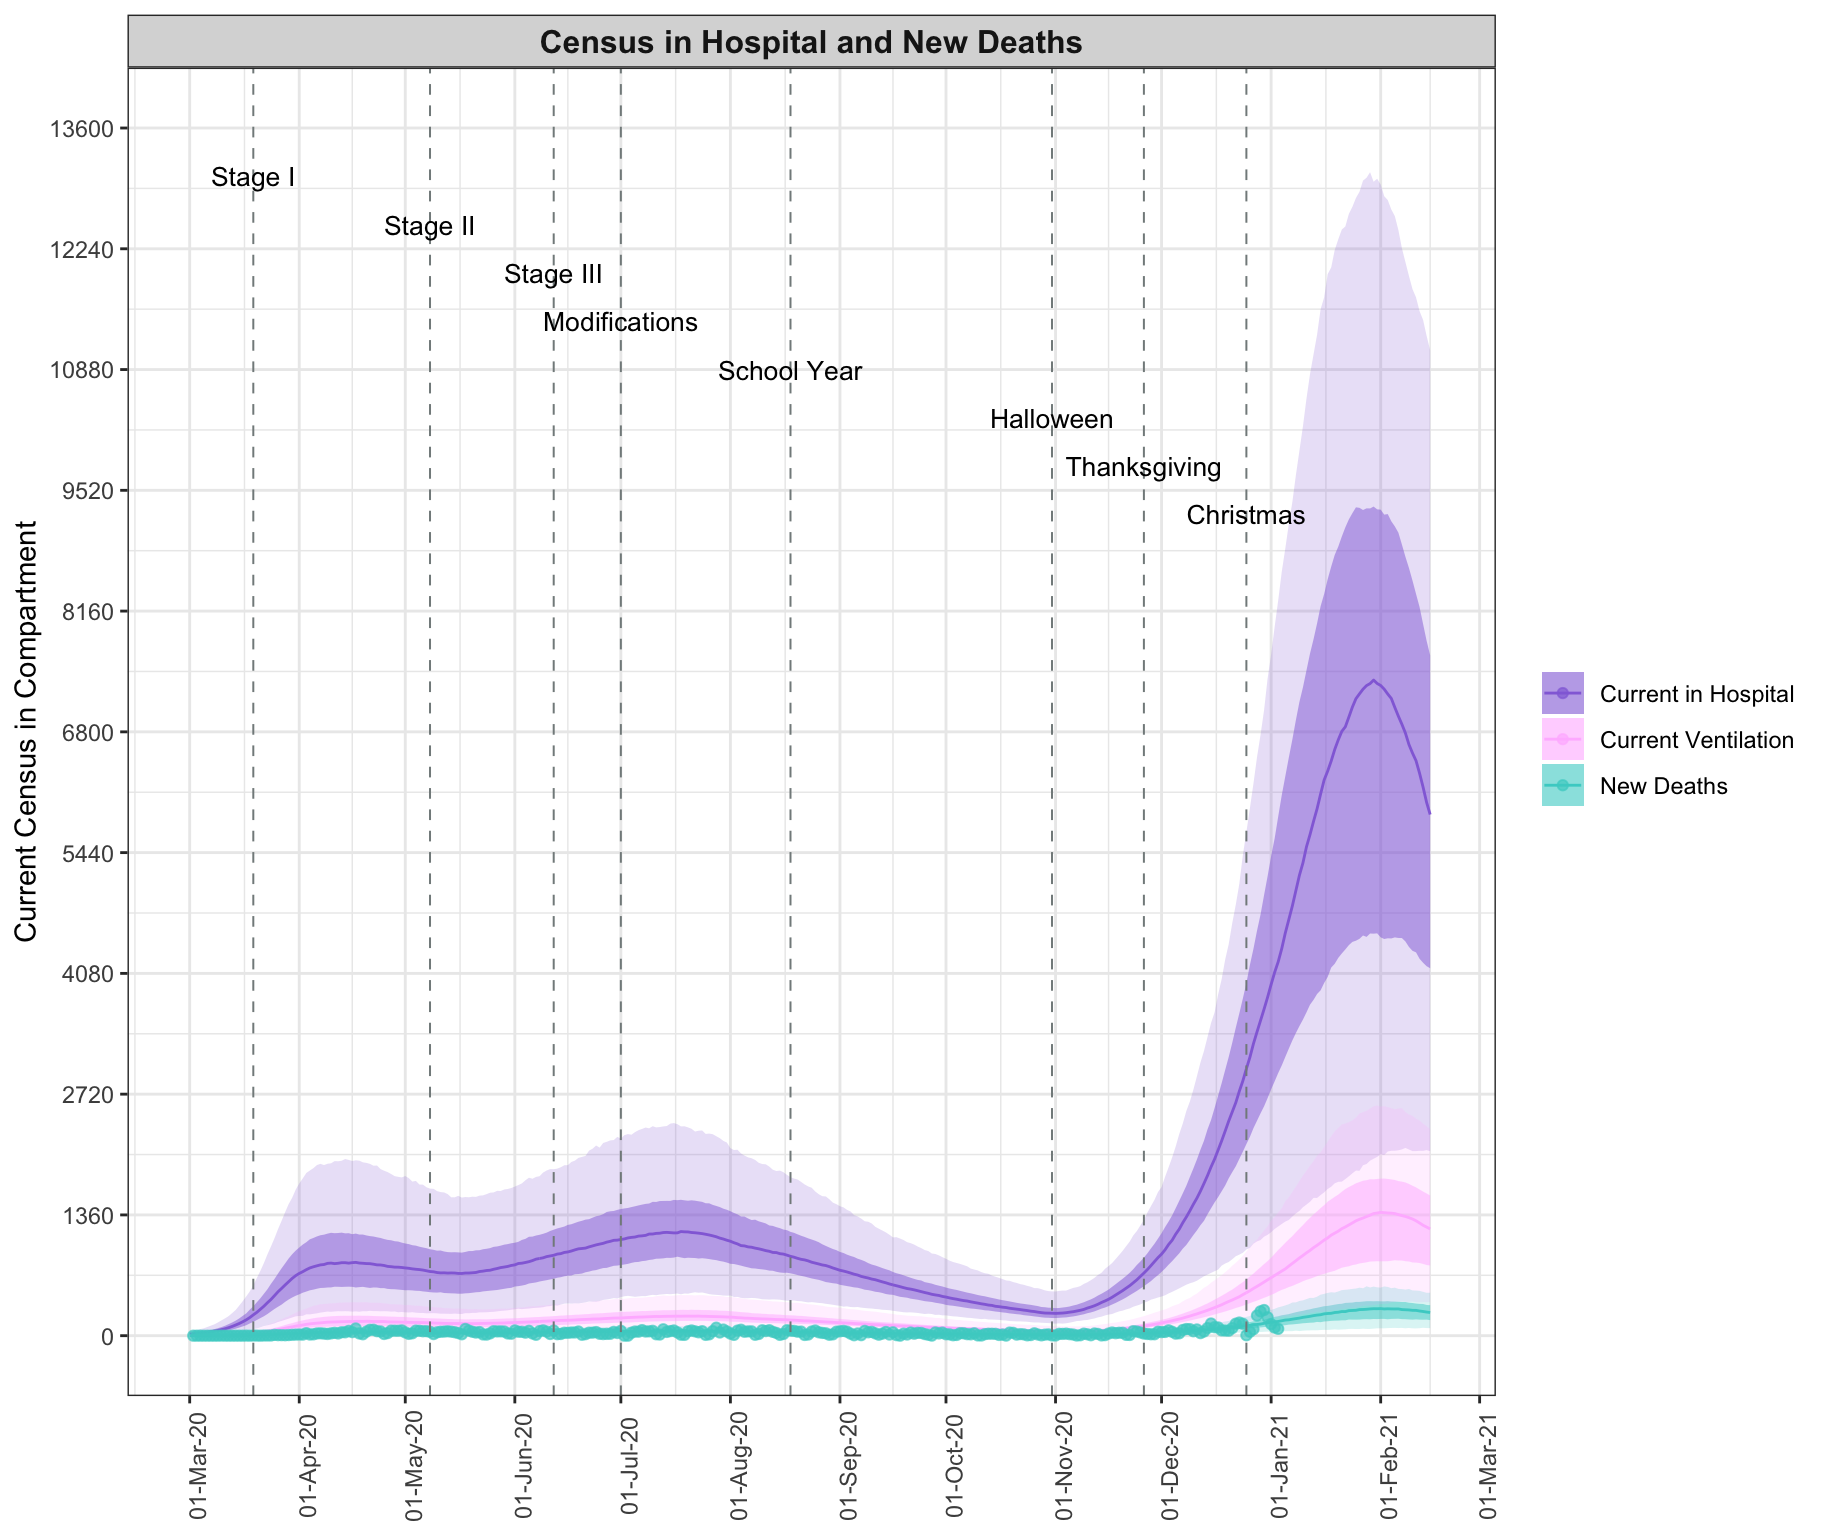 Census in Hospital and New Deaths
Current Census in Compartment
13600
12240
10880
9520
8160
6800
5440
4080
2720
1360
0
Stage I
Stage II
Stage III
Modifications
School Year
Halloween
Thanksgiving
Christmas
01-Mar-20
01-Apr-20
01-May-20
01-Jun-20
01-Jul-20
01-Aug-20
01-Sep-20
01-Oct-20
01-Nov-20
01-Dec-20
01-Jan-21
01-Feb-21
01-Mar-21
Current in Hospital
Current Ventilation
New Deaths